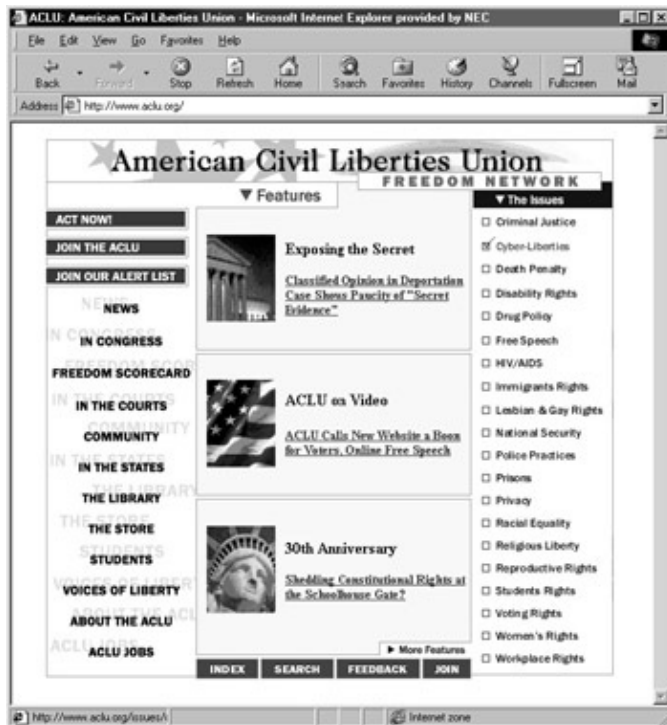 ACLU: American Civil Liberties Union - Microsoft Internet Explorer provided by NEC
File Edit View Go Favorites Help
Back Forward Stop Refresh Home Search Favorites History Channels Fullscreen Mail
Address http://www.aclu.org/
American Civil Liberties Union
FREEDOM NETWORK
ACT NOW!
JOIN THE ACLU
JOIN OUR ALERT LIST
NEWS
IN CONGRESS
FREEDOM SCORECARD
IN THE COURTS
COMMUNITY
IN THE STATES
THE LIBRARY
THE STORE
STUDENTS
VOICES OF LIBERTY
ABOUT THE ACLU
ACLU JOBS
▼ Features
Exposing the Secret
Classified Opinion in Deportation
Case Shows Paucity of "Secret
Evidence"
ACLU on Video
ACLU Calls New Website a Boon
for Voters, Online Free Speech
30th Anniversary
Shedding Constitutional Rights at
the Schoolhouse Gate?
▶ More Features
INDEX SEARCH FEEDBACK JOIN
▼ The Issues
Criminal Justice
Cyber-Liberties
Death Penalty
Disability Rights
Drug Policy
Free Speech
HIV/AIDS
Immigrants Rights
Lesbian & Gay Rights
National Security
Police Practices
Prisons
Privacy
Racial Equality
Religious Liberty
Reproductive Rights
Students Rights
Voting Rights
Women's Rights
Workplace Rights
http://www.aclu.org/issues/ Internet zone